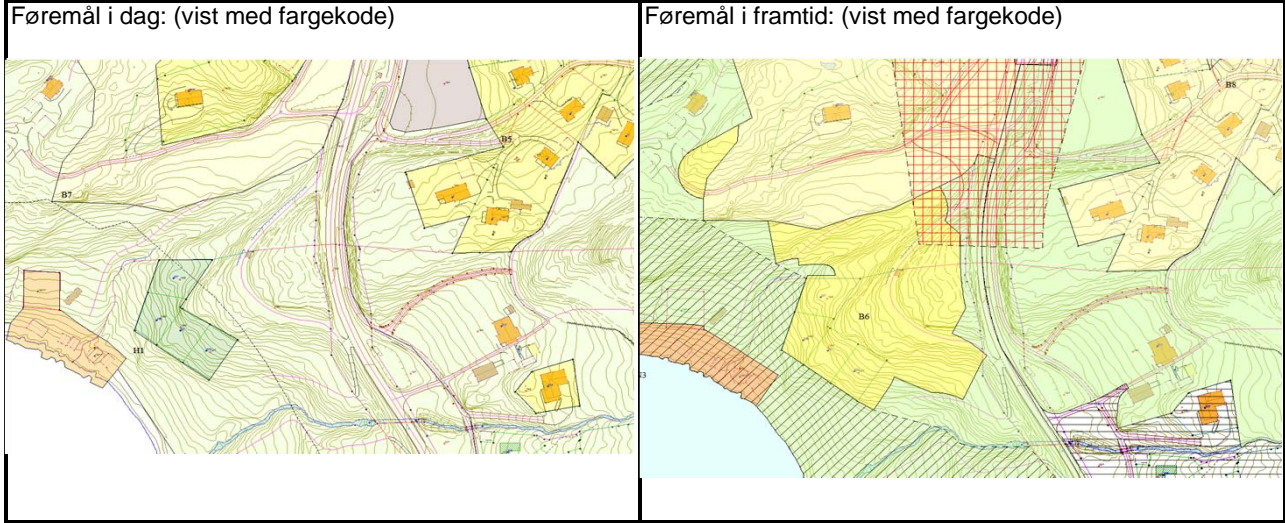 Føremål i dag: (vist med fargekode)
Føremål i framtid: (vist med fargekode)
B5
B7
H1
B8
B6